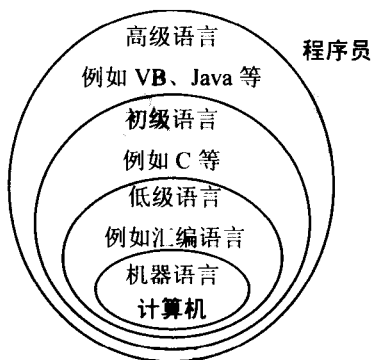 高级语言
程序员
例如 VB、Java 等
初级语言
例如 C 等
低级语言
例如汇编语言
机器语言
计算机